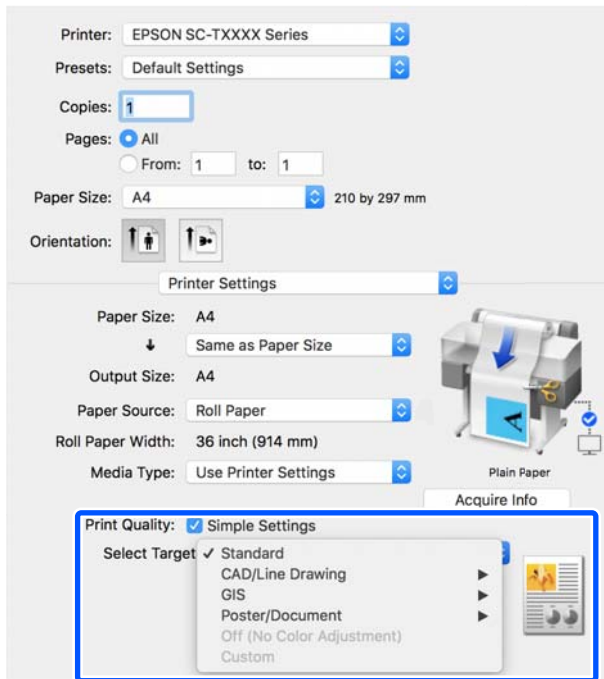 Printer: EPSON SC-TXXXX Series
Presets: Default Settings
Copies: 1
Pages: All
From: 1 to: 1
Paper Size: A4 210 by 297 mm
Orientation:
Printer Settings
Paper Size: A4
Same as Paper Size
Output Size: A4
Paper Source: Roll Paper
Roll Paper Width: 36 inch (914 mm)
Media Type: Use Printer Settings
Plain Paper
Acquire Info
Print Quality: Simple Settings
Select Target ✓ Standard
CAD/Line Drawing
GIS
Poster/Document
Off (No Color Adjustment)
Custom